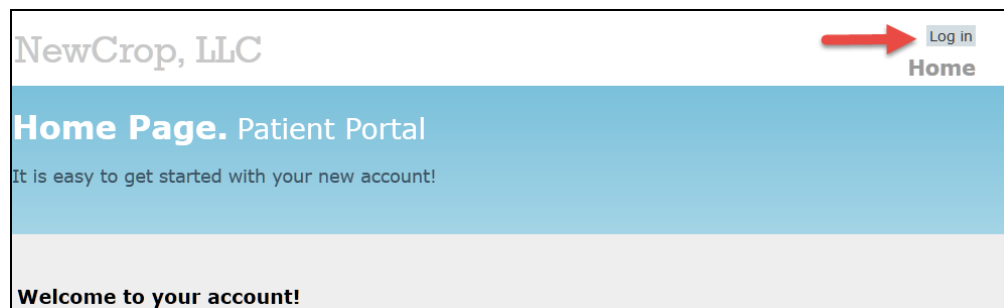 Log in
NewCrop, LLC
Home
Home Page. Patient Portal
It is easy to get started with your new account!
Welcome to your account!